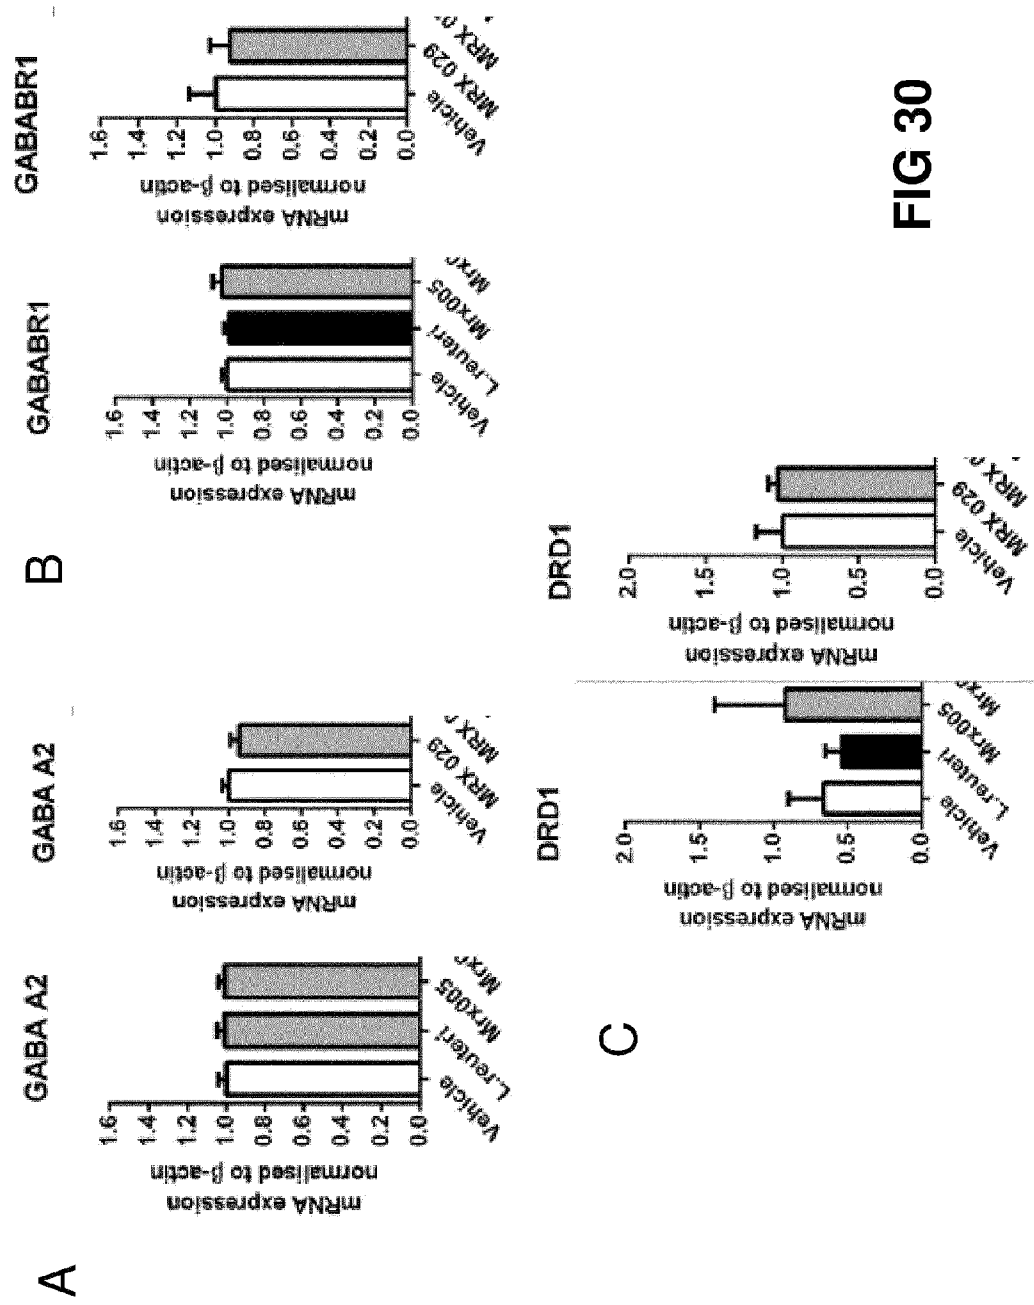 A
GABA A2
mRNA expression
normalised to β-actin
1.6
1.4
1.2
1.0
0.8
0.6
0.4
0.2
0.0
Vehicle
L.reuteri
Mrx005
GABA A2
mRNA expression
normalised to β-actin
1.6
1.4
1.2
1.0
0.8
0.6
0.4
0.2
0.0
Vehicle
MRX 029
MRX
B
GABABR1
mRNA expression
normalised to β-actin
1.6
1.4
1.2
1.0
0.8
0.6
0.4
0.2
0.0
Vehicle
L.reuteri
Mrx005
GABABR1
mRNA expression
normalised to β-actin
1.6
1.4
1.2
1.0
0.8
0.6
0.4
0.2
0.0
Vehicle
MRX 029
MRX
C
DRD1
mRNA expression
normalised to β-actin
2.0
1.5
1.0
0.5
0.0
Vehicle
L.reuteri
Mrx005
DRD1
mRNA expression
normalised to β-actin
2.0
1.5
1.0
0.5
0.0
Vehicle
MRX 029
MRX
FIG 30